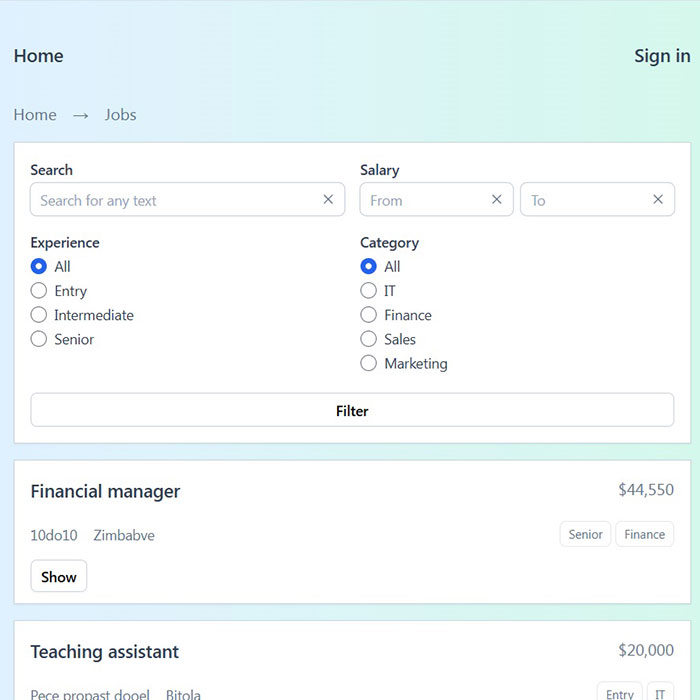 Home Sign in
Home → Jobs
Search Salary
Search for any text From To
Experience Category
All All
Entry IT
Intermediate Finance
Senior Sales
Marketing
Filter
Financial manager $44,550
10do10 Zimbabve Senior Finance
Show
Teaching assistant $20,000
Pece propast dooel Bitola Entry IT